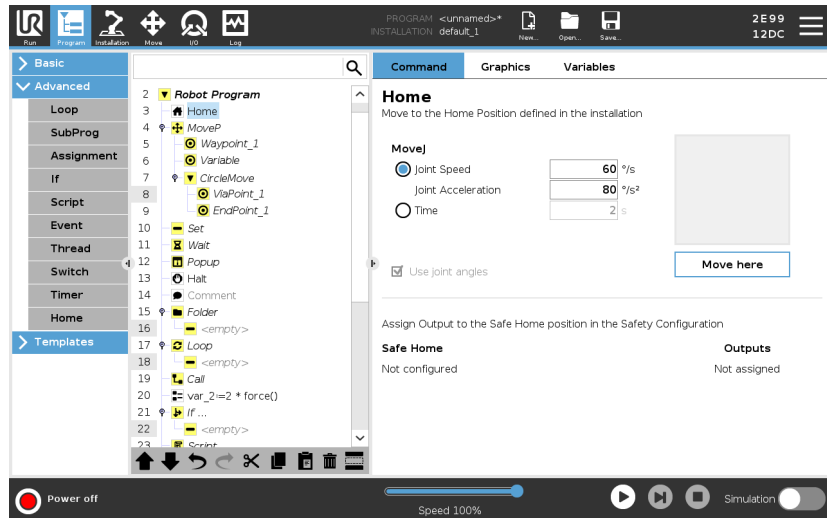 PROGRAM <unnamed>*
INSTALLATION default_1
2E99
12DC
Run Program Installation Move I/O Log New... Open... Save...
Basic
Advanced
Loop
SubProg
Assignment
If
Script
Event
Thread
Switch
Timer
Home
Templates
2 Robot Program
3 Home
4 MoveP
5 Waypoint_1
6 Variable
7 CircleMove
8 ViaPoint_1
9 EndPoint_1
10 Set
11 Wait
12 Popup
13 Halt
14 Comment
15 Folder
16 <empty>
17 Loop
18 <empty>
19 Call
20 var_2:=2 * force()
21 If ...
22 <empty>
23 Script
Command Graphics Variables
Home
Move to the Home Position defined in the installation
MoveJ
Joint Speed 60 °/s
Joint Acceleration 80 °/s²
Time 2 s
Use joint angles
Move here
Assign Output to the Safe Home position in the Safety Configuration
Safe Home Outputs
Not configured Not assigned
Power off
Speed 100%
Simulation